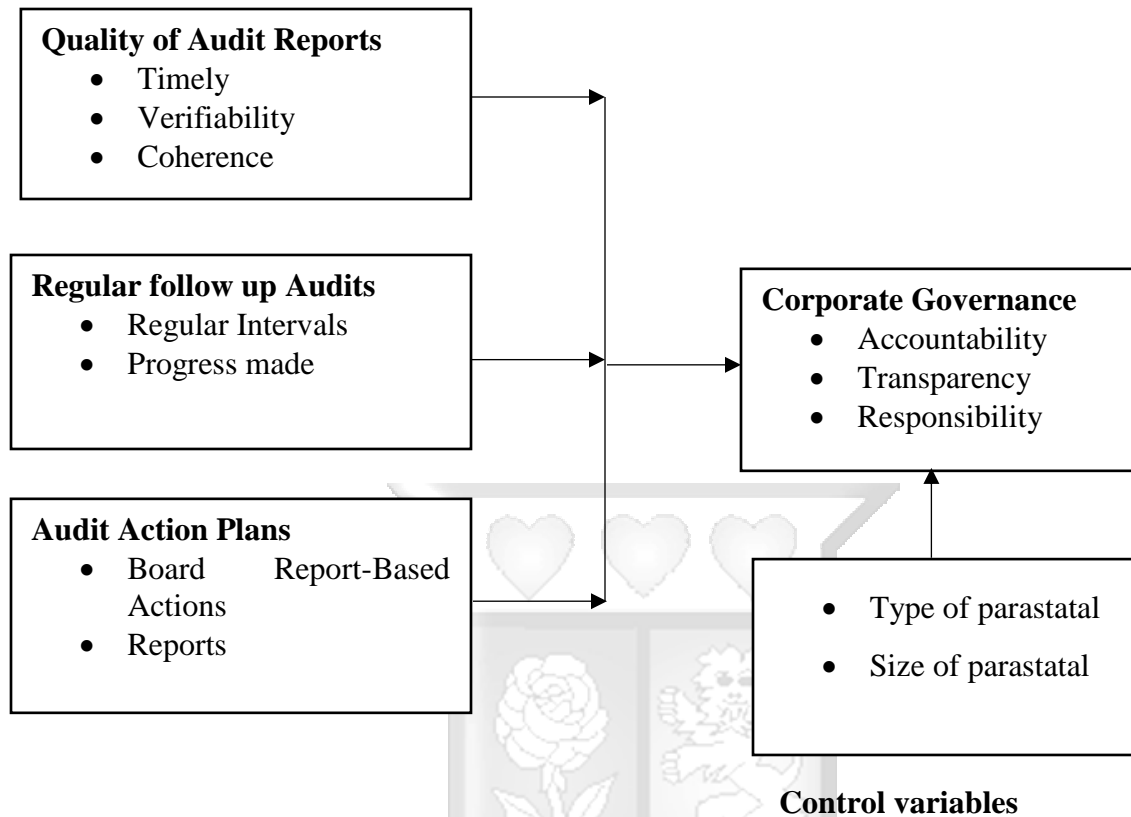 Quality of Audit Reports
• Timely
• Verifiability
• Coherence
Regular follow up Audits
• Regular Intervals
• Progress made
Audit Action Plans
• Board Report-Based
Actions
• Reports
Corporate Governance
• Accountability
• Transparency
• Responsibility
• Type of parastatal
• Size of parastatal
Control variables